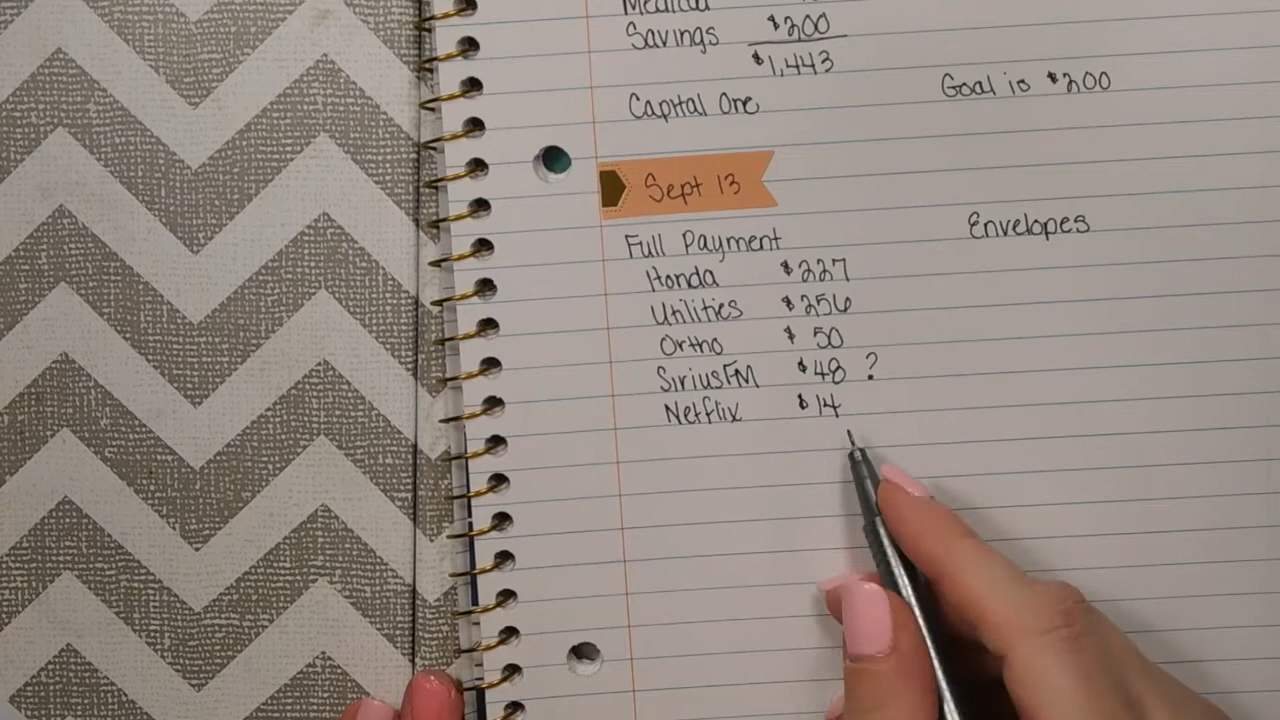 Medical
Savings $200
$1,443
Capital One Goal is $200
Sept 13
Full Payment Envelopes
Honda $227
Utilities $256
Ortho $ 50
SiriusFM $48 ?
Netflix $14